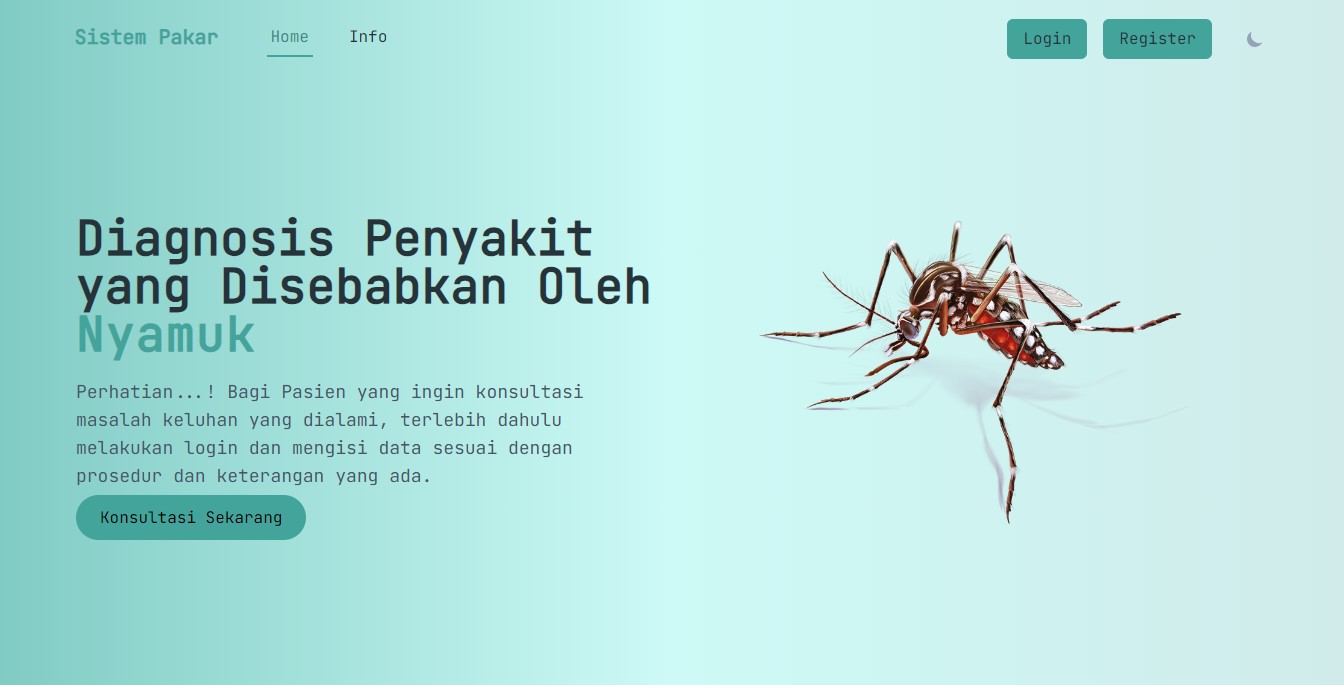 Sistem Pakar
Home
Info
Login
Register
Diagnosis Penyakit
yang Disebabkan Oleh
Nyamuk
Perhatian...! Bagi Pasien yang ingin konsultasi
masalah keluhan yang dialami, terlebih dahulu
melakukan login dan mengisi data sesuai dengan
prosedur dan keterangan yang ada.
Konsultasi Sekarang